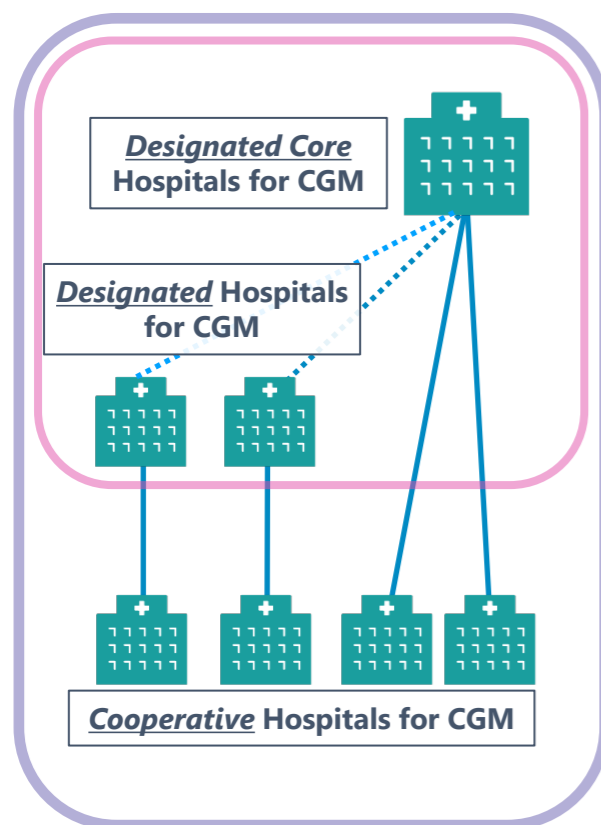 Designated Core
Hospitals for CGM
Designated Hospitals
for CGM
Cooperative Hospitals for CGM